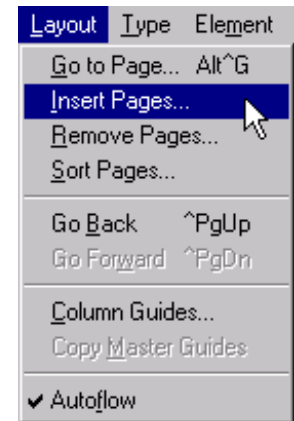 Layout Type Element
Go to Page... Alt^G
Insert Pages...
Remove Pages...
Sort Pages...
Go Back ^PgUp
Go Forward ^PgDn
Column Guides...
Copy Master Guides
Autoflow